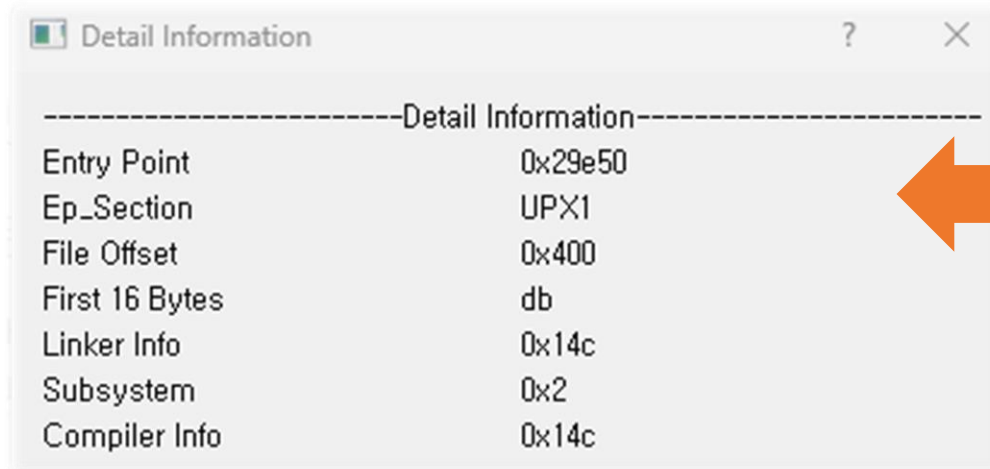 Detail Information ?
------------------------Detail Information-----------------------
Entry Point 0x29e50
Ep_Section UPX1
File Offset 0x400
First 16 Bytes db
Linker Info 0x14c
Subsystem 0x2
Compiler Info 0x14c